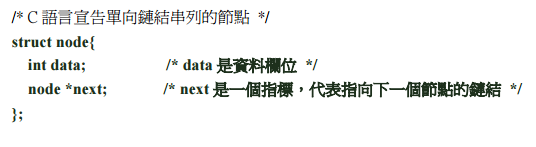 /* C 語言宣告單向鏈結串列的節點 */
struct node{
int data; /* data 是資料欄位 */
node *next; /* next 是一個指標，代表指向下一個節點的鏈結 */
};